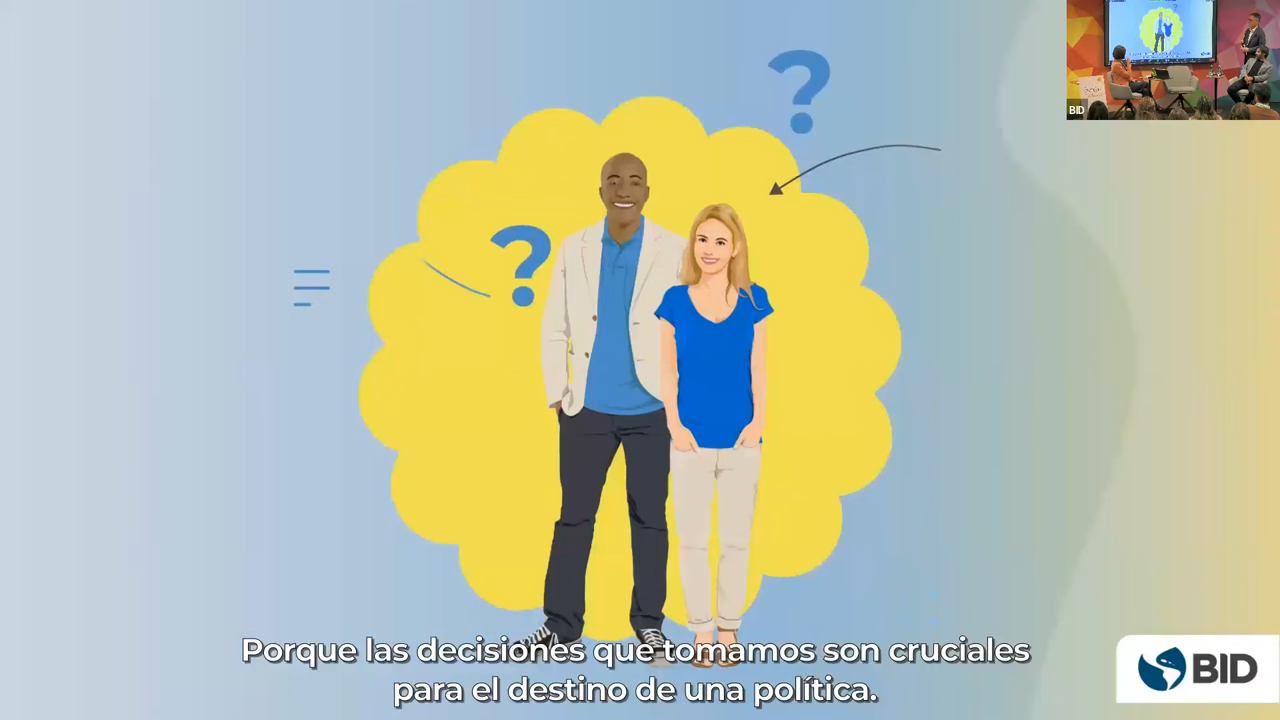 ?
?
BID
Porque las decisiones que tomamos son cruciales
para el destino de una política.
BID